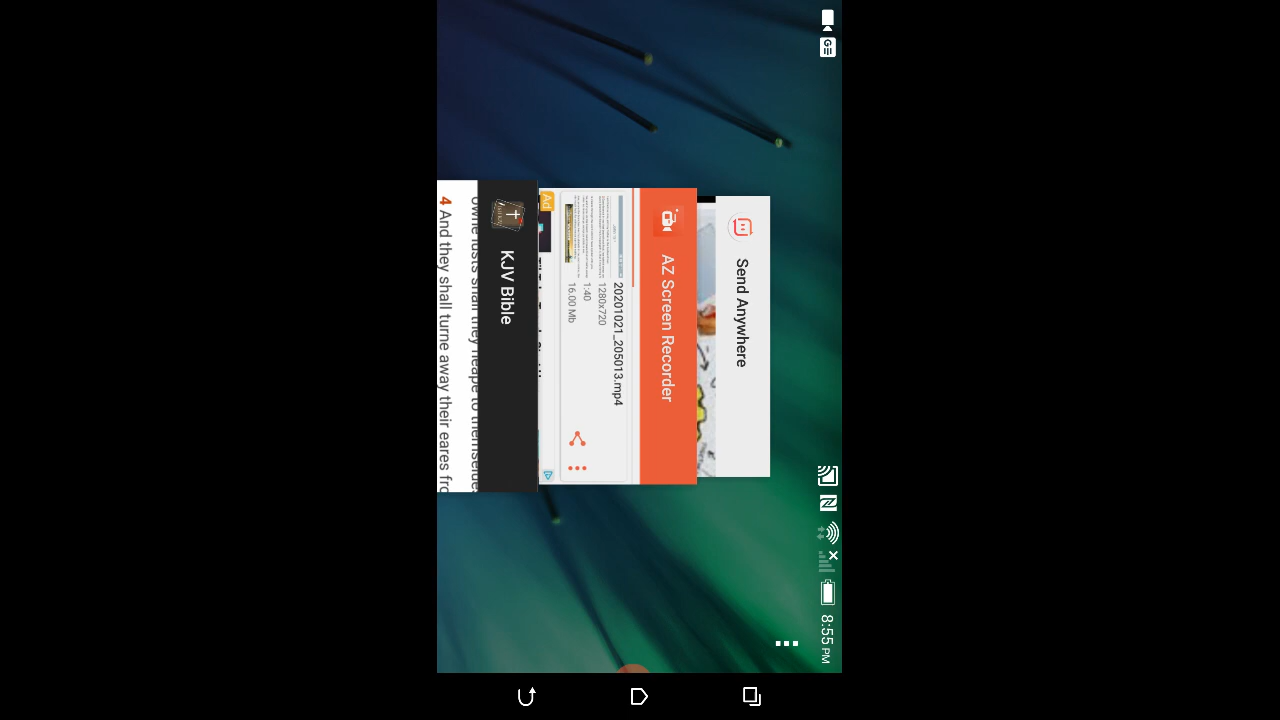 8:55 PM
Send Anywhere
AZ Screen Recorder
20201021_205013.mp4
1280x720
1:40
16.00 Mb
Ad
KJV Bible
owne lusts shall they heape to themselues
4 And they shall turne away their eares fro